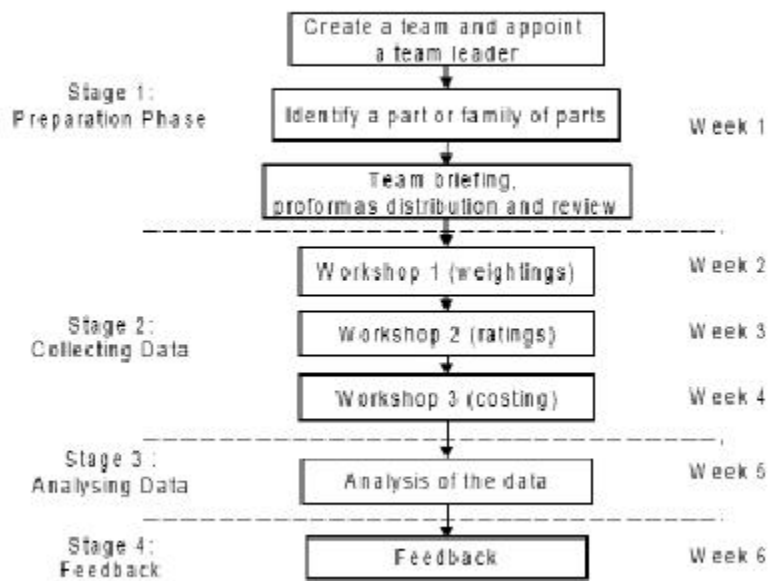 Create a team and appoint
a team leader
Stage 1:
Preparation Phase
Identify a part or family of parts
Week 1
Team briefing,
proformas distribution and review
Workshop 1 (weightings)
Week 2
Stage 2:
Collecting Data
Workshop 2 (ratings)
Week 3
Workshop 3 (costing)
Week 4
Stage 3 :
Analysing Data
Analysis of the data
Week 5
Stage 4:
Feedback
Feedback
Week 6